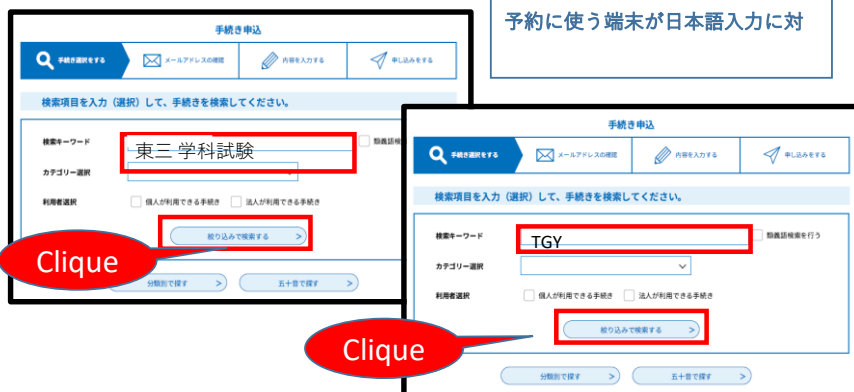 予約に使う端末が日本語入力に対
手続き申込
手続き選択をする
メールアドレスの確認
内容を入力する
申し込みをする
検索項目を入力（選択）して、手続きを検索してください。
検索キーワード
東三 学科試験
類義語検
カテゴリー選択
利用者選択
個人が利用できる手続き
法人が利用できる手続き
絞り込みで検索する >
Clique
分類別で探す >
五十音で探す >
手続き申込
手続き選択をする
メールアドレスの確認
内容を入力する
申し込みをする
検索項目を入力（選択）して、手続きを検索してください。
検索キーワード
TGY
類義語検索を行う
カテゴリー選択
利用者選択
個人が利用できる手続き
法人が利用できる手続き
絞り込みで検索する >
Clique
分類別で探す >
五十音で探す >